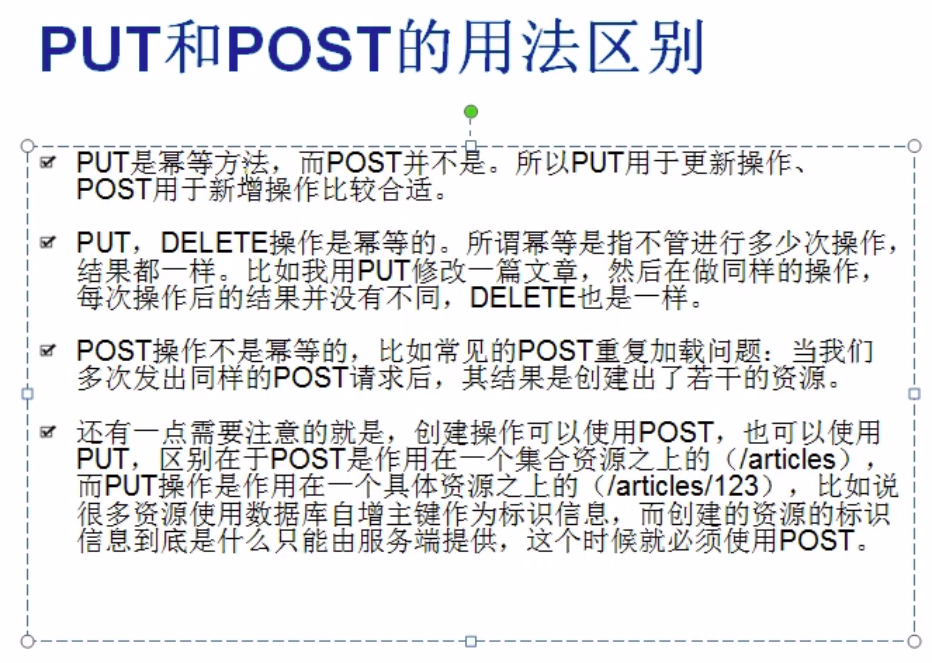 PUT和POST的用法区别
PUT是幂等方法，而POST并不是。所以PUT用于更新操作、
POST用于新增操作比较合适。
PUT，DELETE操作是幂等的。所谓幂等是指不管进行多少次操作，
结果都一样。比如我用PUT修改一篇文章，然后在做同样的操作，
每次操作后的结果并没有不同，DELETE也是一样。
POST操作不是幂等的，比如常见的POST重复加载问题：当我们
多次发出同样的POST请求后，其结果是创建出了若干的资源。
还有一点需要注意的就是，创建操作可以使用POST，也可以使用
PUT，区别在于POST是作用在一个集合资源之上的（/articles），
而PUT操作是作用在一个具体资源之上的（/articles/123），比如说
很多资源使用数据库自增主键作为标识信息，而创建的资源的标识
信息到底是什么只能由服务端提供，这个时候就必须使用POST。